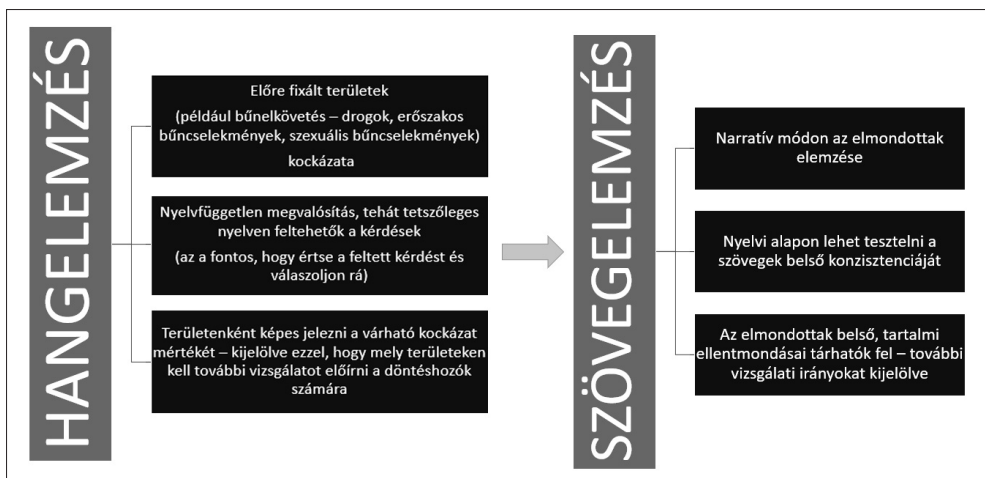 HANGELEMZÉS
Előre fixált területek
(például bűnelkövetés – drogok, erőszakos
bűncselekmények, szexuális bűncselekmények)
kockázata
Nyelvfüggetlen megvalósítás, tehát tetszőleges
nyelven feltehetők a kérdések
(az a fontos, hogy értse a feltett kérdést és
válaszoljon rá)
Területenként képes jelezni a várható kockázat
mértékét – kijelölve ezzel, hogy mely területeken
kell további vizsgálatot előírni a döntéshozók
számára
SZÖVEGELEMZÉS
Narratív módon az elmondottak
elemzése
Nyelvi alapon lehet tesztelni a
szövegek belső konzisztenciáját
Az elmondottak belső, tartalmi
ellentmondásai tárhatók fel – további
vizsgálati irányokat kijelölve